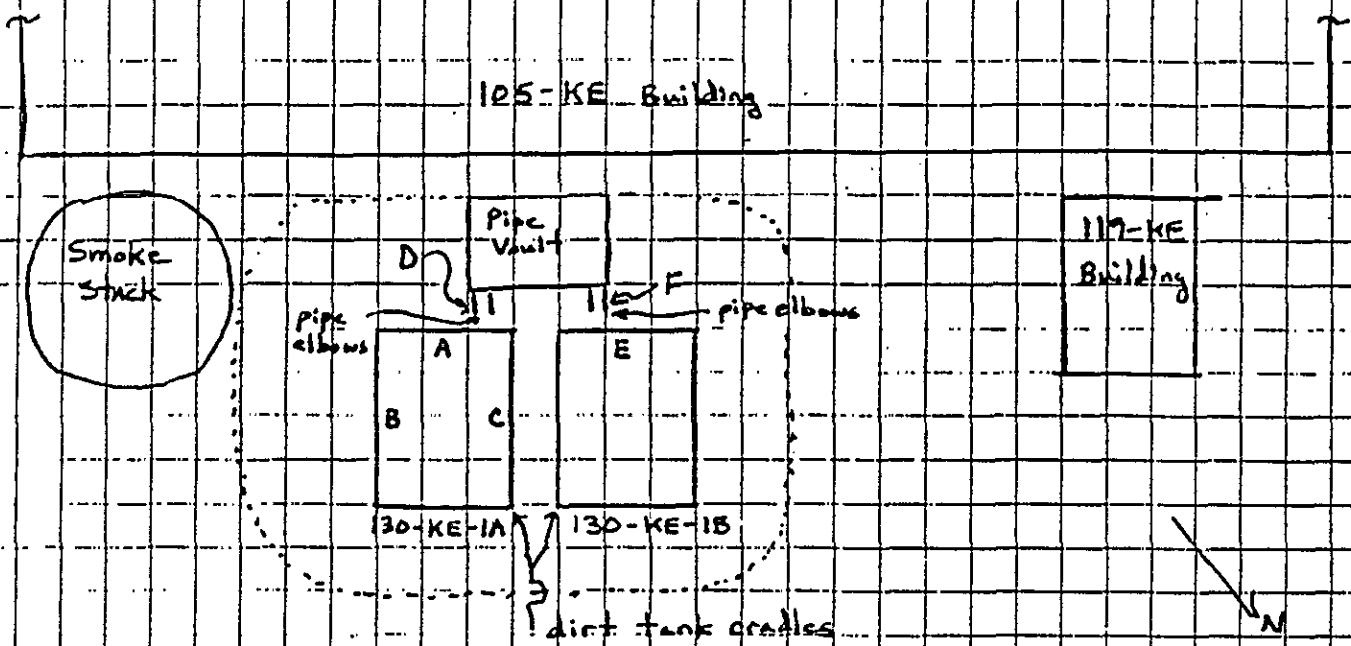 105-KE Building
Smoke
Stack
Pipe
Vault
D
F
pipe
elbows
pipe elbows
119-KE
Building
A
E
B
C
130-KE-1A
130-KE-1B
dirt tank cradles
N